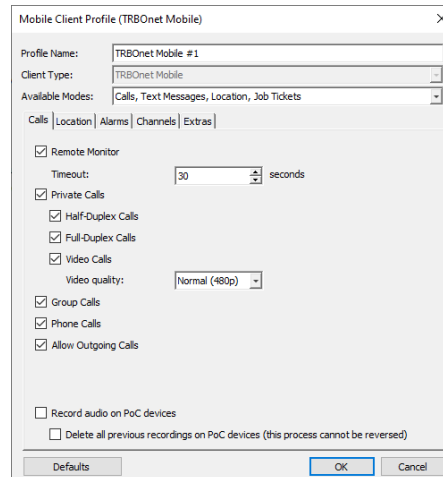 Mobile Client Profile (TRBOnet Mobile)
Profile Name: TRBOnet Mobile #1
Client Type: TRBOnet Mobile
Available Modes: Calls, Text Messages, Location, Job Tickets
Calls Location Alarms Channels Extras
Remote Monitor
Timeout: 30 seconds
Private Calls
Half-Duplex Calls
Full-Duplex Calls
Video Calls
Video quality: Normal (480p)
Group Calls
Phone Calls
Allow Outgoing Calls
Record audio on PoC devices
Delete all previous recordings on PoC devices (this process cannot be reversed)
Defaults OK Cancel